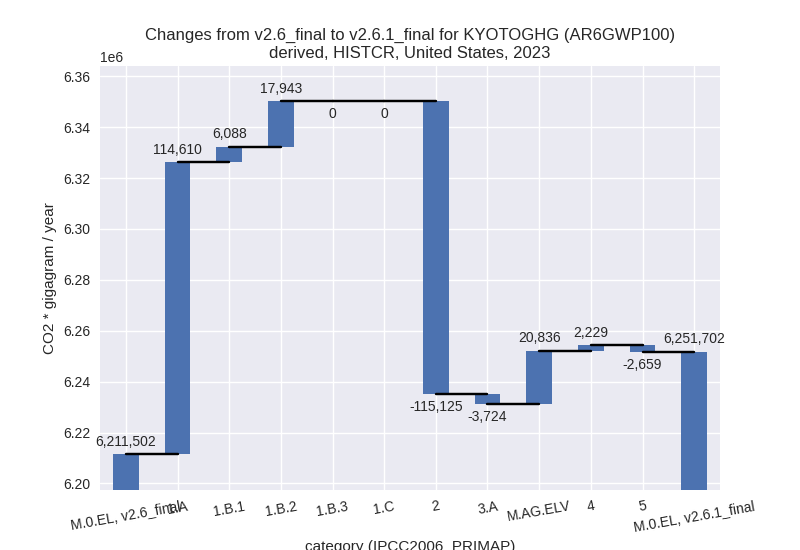 Changes from v2.6_final to v2.6.1_final for KYOTOGHG (AR6GWP100)
derived, HISTCR, United States, 2023
1e6
6.36
6.34
6.32
6.30
6.28
6.26
6.24
6.22
6.20
CO2 * gigagram / year
6,211,502
114,610
6,088
17,943
0
0
-115,125
-3,724
20,836
2,229
-2,659
6,251,702
M.0.EL, v2.6_final
1.A
1.B.1
1.B.2
1.B.3
1.C
2
3.A
M.AG.ELV
4
5
M.0.EL, v2.6.1_final
category (IPCC2006_PRIMAP)